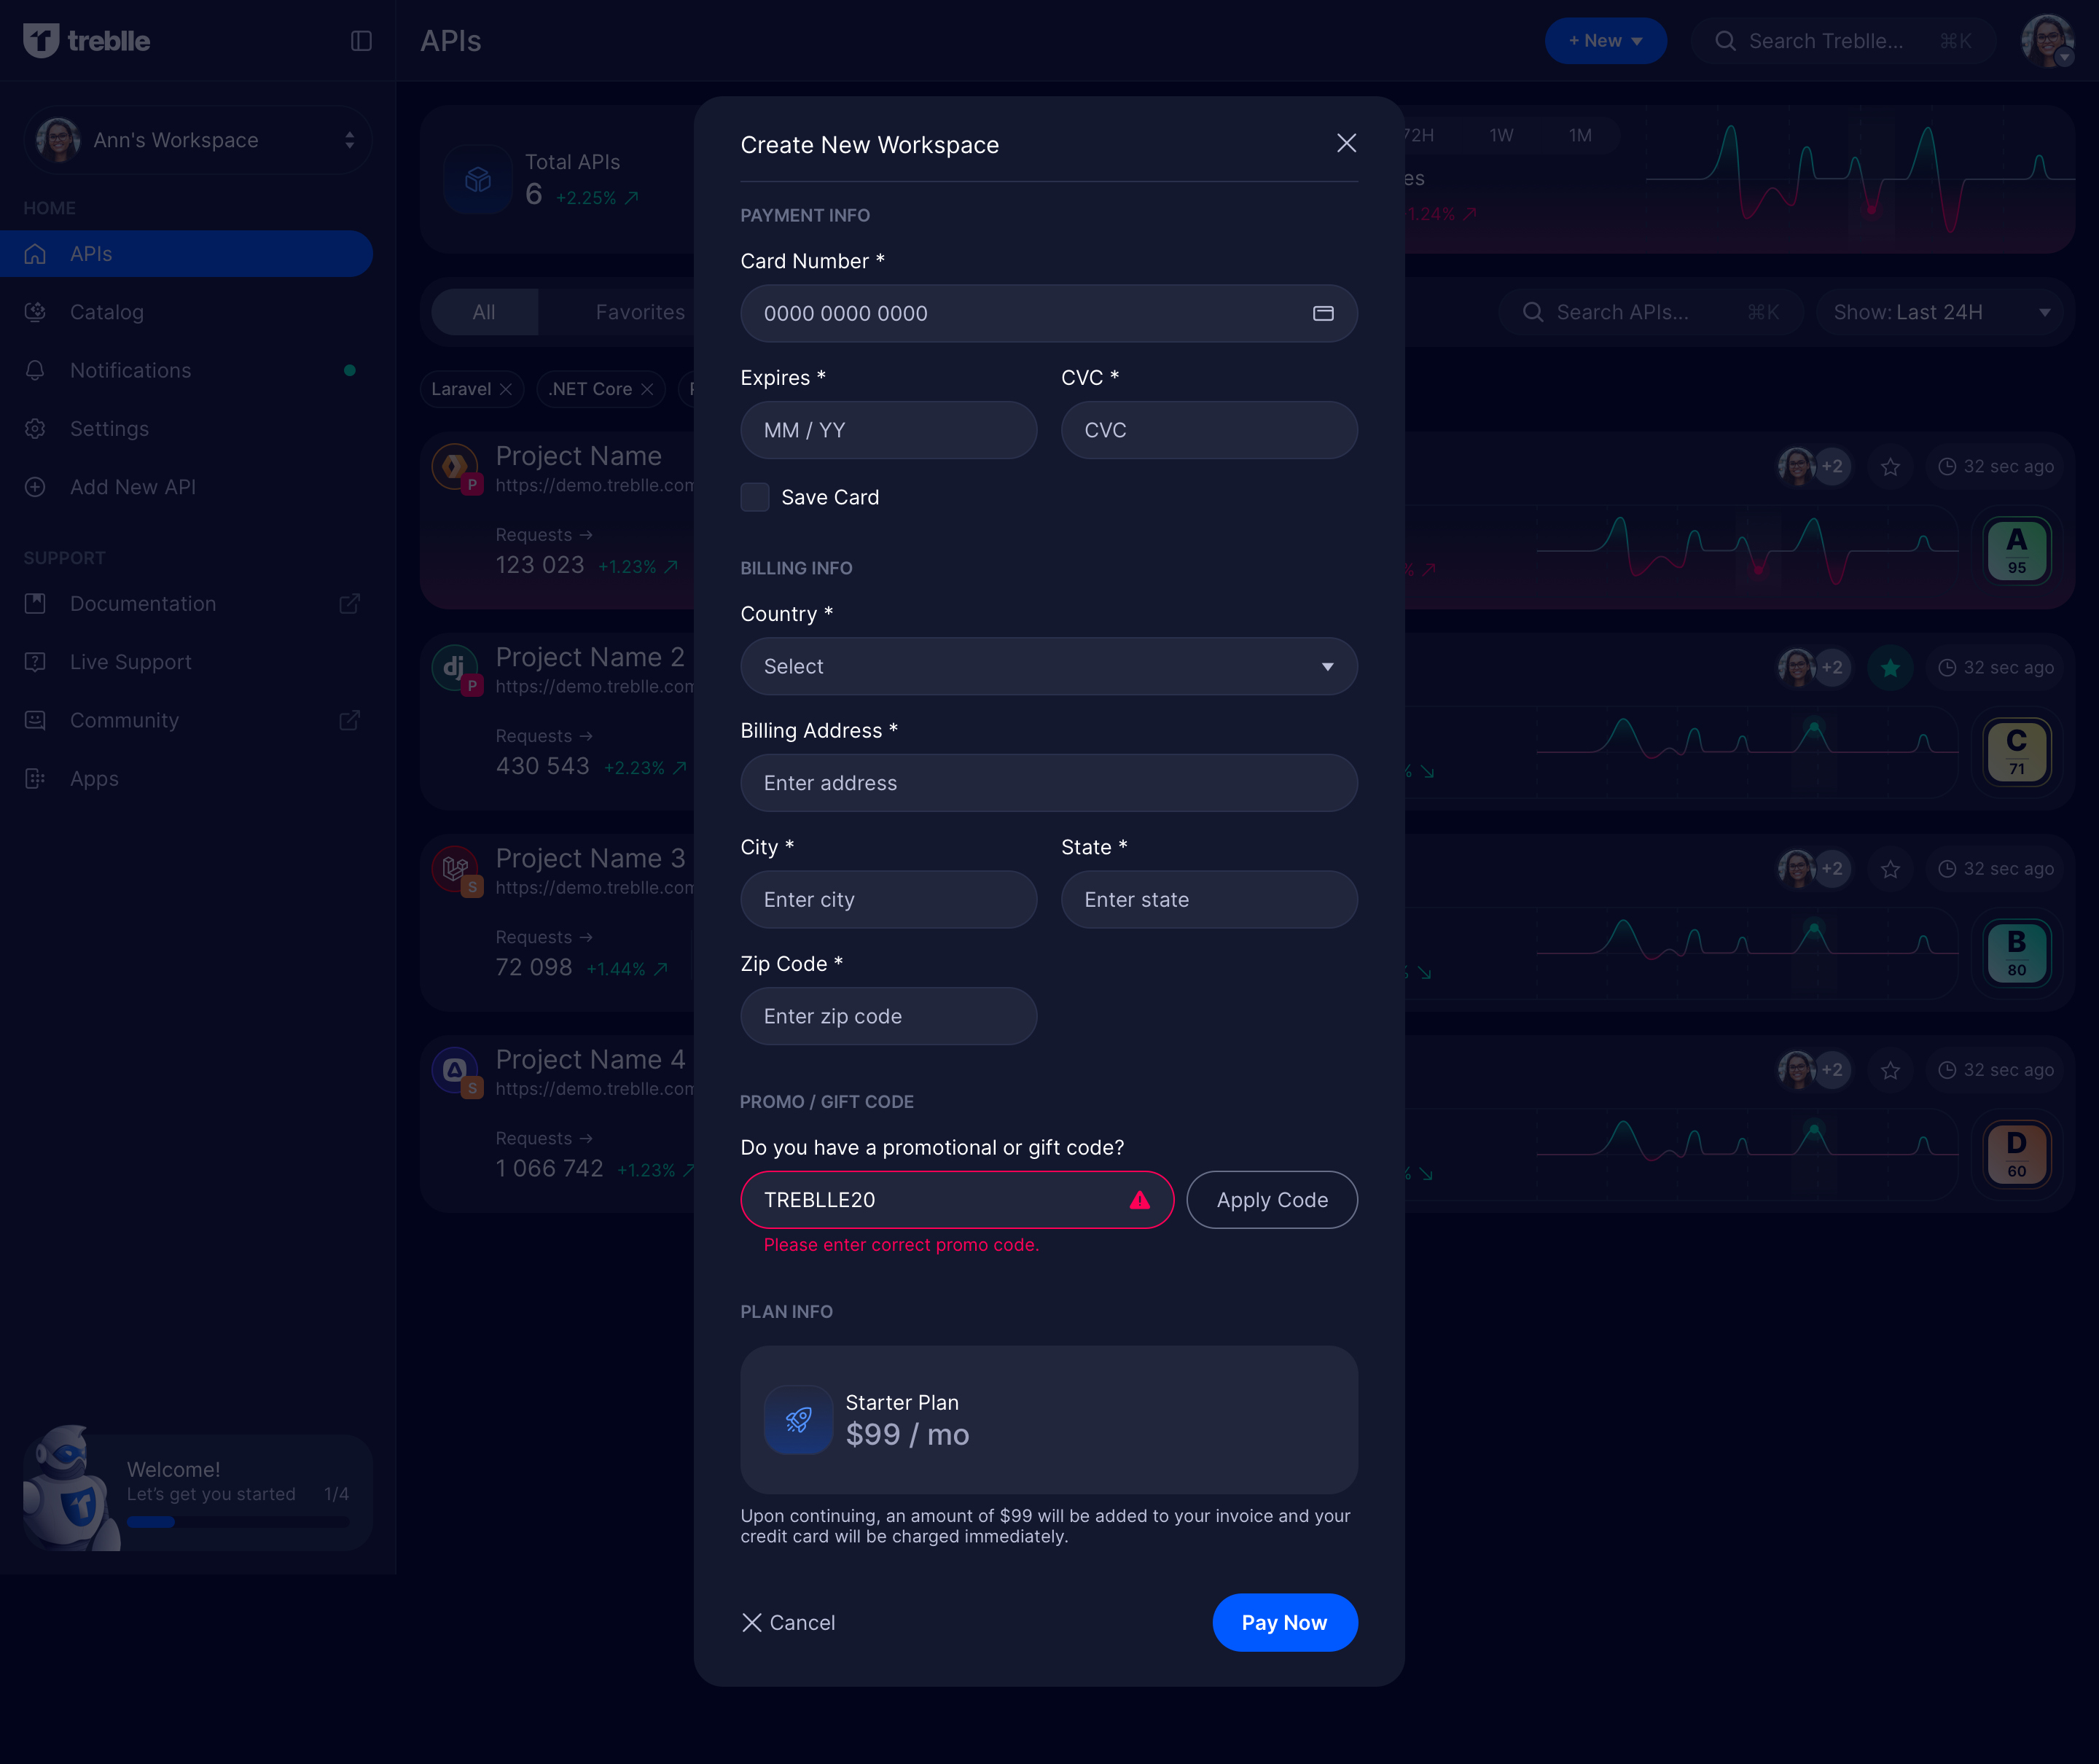 treblle
APIs
+ New
Search Treblle...
⌘K
Ann's Workspace
HOME
APIs
Catalog
Notifications
Settings
Add New API
SUPPORT
Documentation
Live Support
Community
Apps
Welcome!
Let's get you started 1/4
Total APIs
6 +2.25%
72H 1W 1M
1.24%
All Favorites
Search APIs... ⌘K
Show: Last 24H
Laravel .NET Core
Project Name
https://demo.treblle.com
P
Requests →
123 023 +1.23%
+2 32 sec ago
A
95
Project Name 2
https://demo.treblle.com
dj
P
Requests →
430 543 +2.23%
+2 32 sec ago
C
71
Project Name 3
https://demo.treblle.com
S
Requests →
72 098 +1.44%
+2 32 sec ago
B
80
Project Name 4
https://demo.treblle.com
S
Requests →
1 066 742 +1.23%
+2 32 sec ago
D
60
Create New Workspace
PAYMENT INFO
Card Number *
0000 0000 0000
Expires * CVC *
MM / YY CVC
Save Card
BILLING INFO
Country *
Select
Billing Address *
Enter address
City * State *
Enter city Enter state
Zip Code *
Enter zip code
PROMO / GIFT CODE
Do you have a promotional or gift code?
TREBLLE20 Apply Code
Please enter correct promo code.
PLAN INFO
Starter Plan
$99 / mo
Upon continuing, an amount of $99 will be added to your invoice and your
credit card will be charged immediately.
Cancel Pay Now